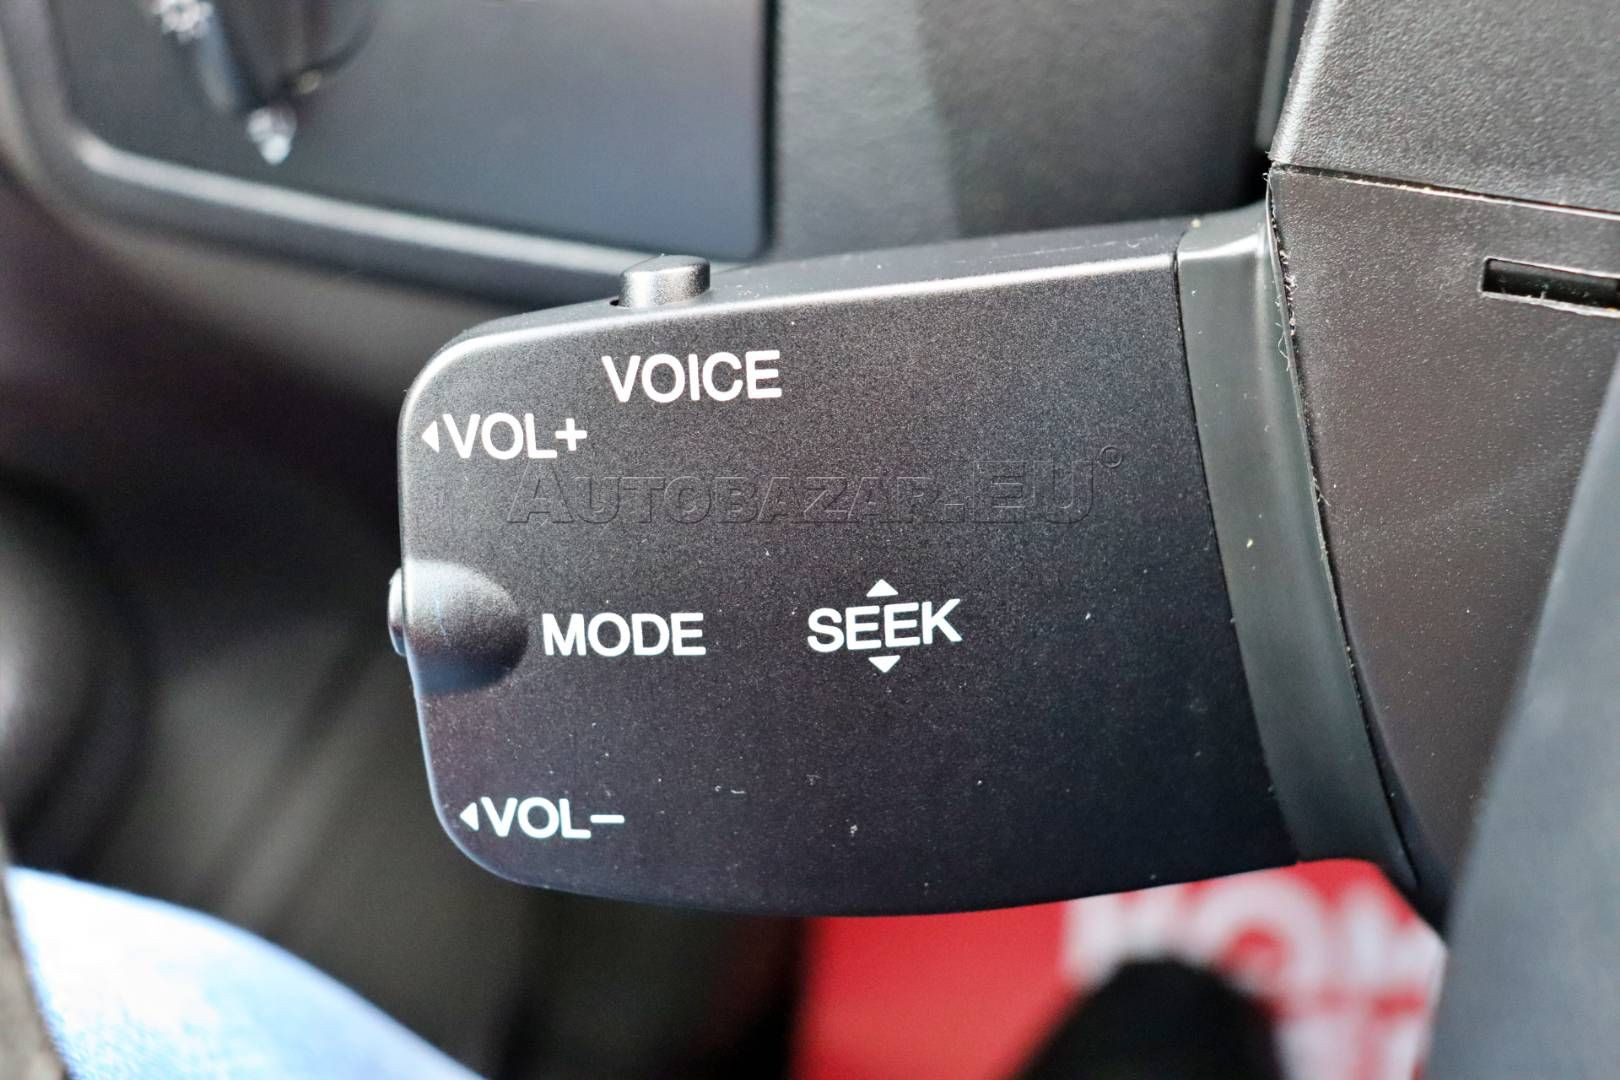 VOICE
VOL+
AUTOBAZAR.EU
MODE
SEEK
VOL-